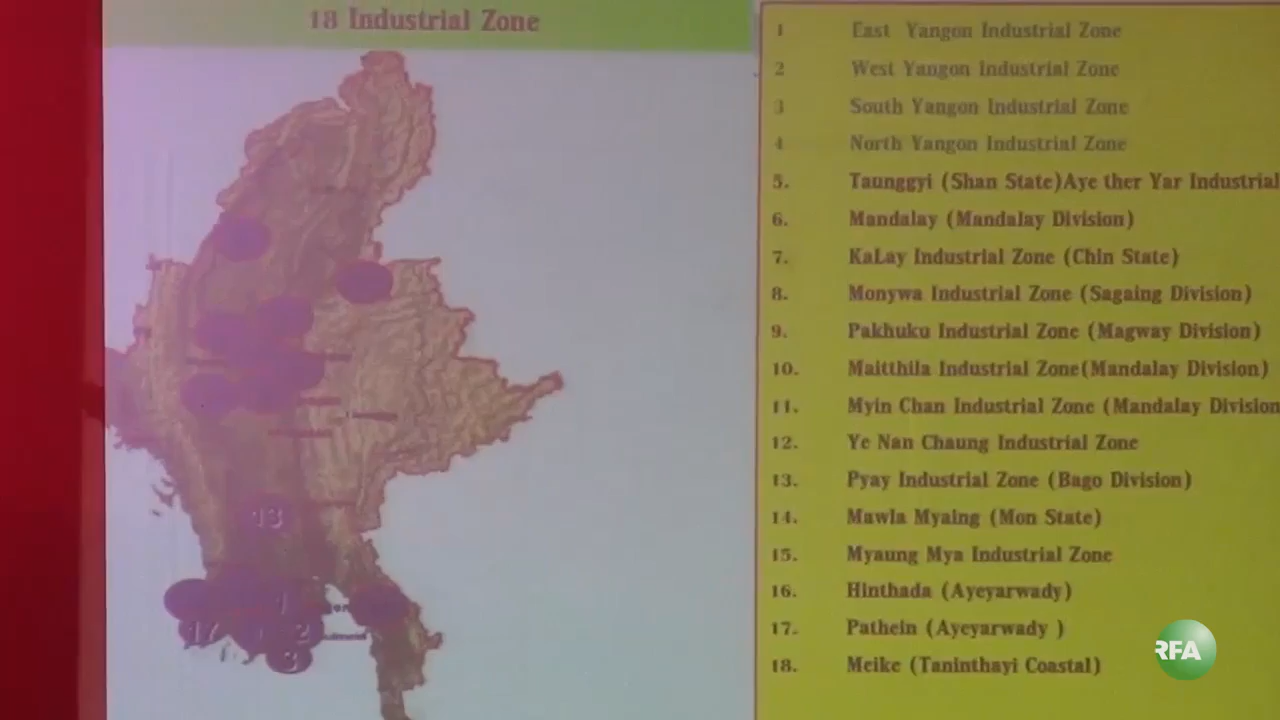 18 Industrial Zone
1 East Yangon Industrial Zone
2 West Yangon Industrial Zone
3 South Yangon Industrial Zone
4 North Yangon Industrial Zone
5. Taunggyi (Shan State)Aye ther Yar Industrial
6. Mandalay (Mandalay Division)
7. KaLay Industrial Zone (Chin State)
8. Monywa Industrial Zone (Sagaing Division)
9. Pakhuku Industrial Zone (Magway Division)
10. Maitthila Industrial Zone(Mandalay Division)
11. Myin Chan Industrial Zone (Mandalay Division
12. Ye Nan Chaung Industrial Zone
13. Pyay Industrial Zone (Bago Division)
14. Mawla Myaing (Mon State)
15. Myaung Mya Industrial Zone
16. Hinthada (Ayeyarwady)
17. Pathein (Ayeyarwady )
18. Meike (Taninthayi Coastal)
13
1
17
2
3
RFA